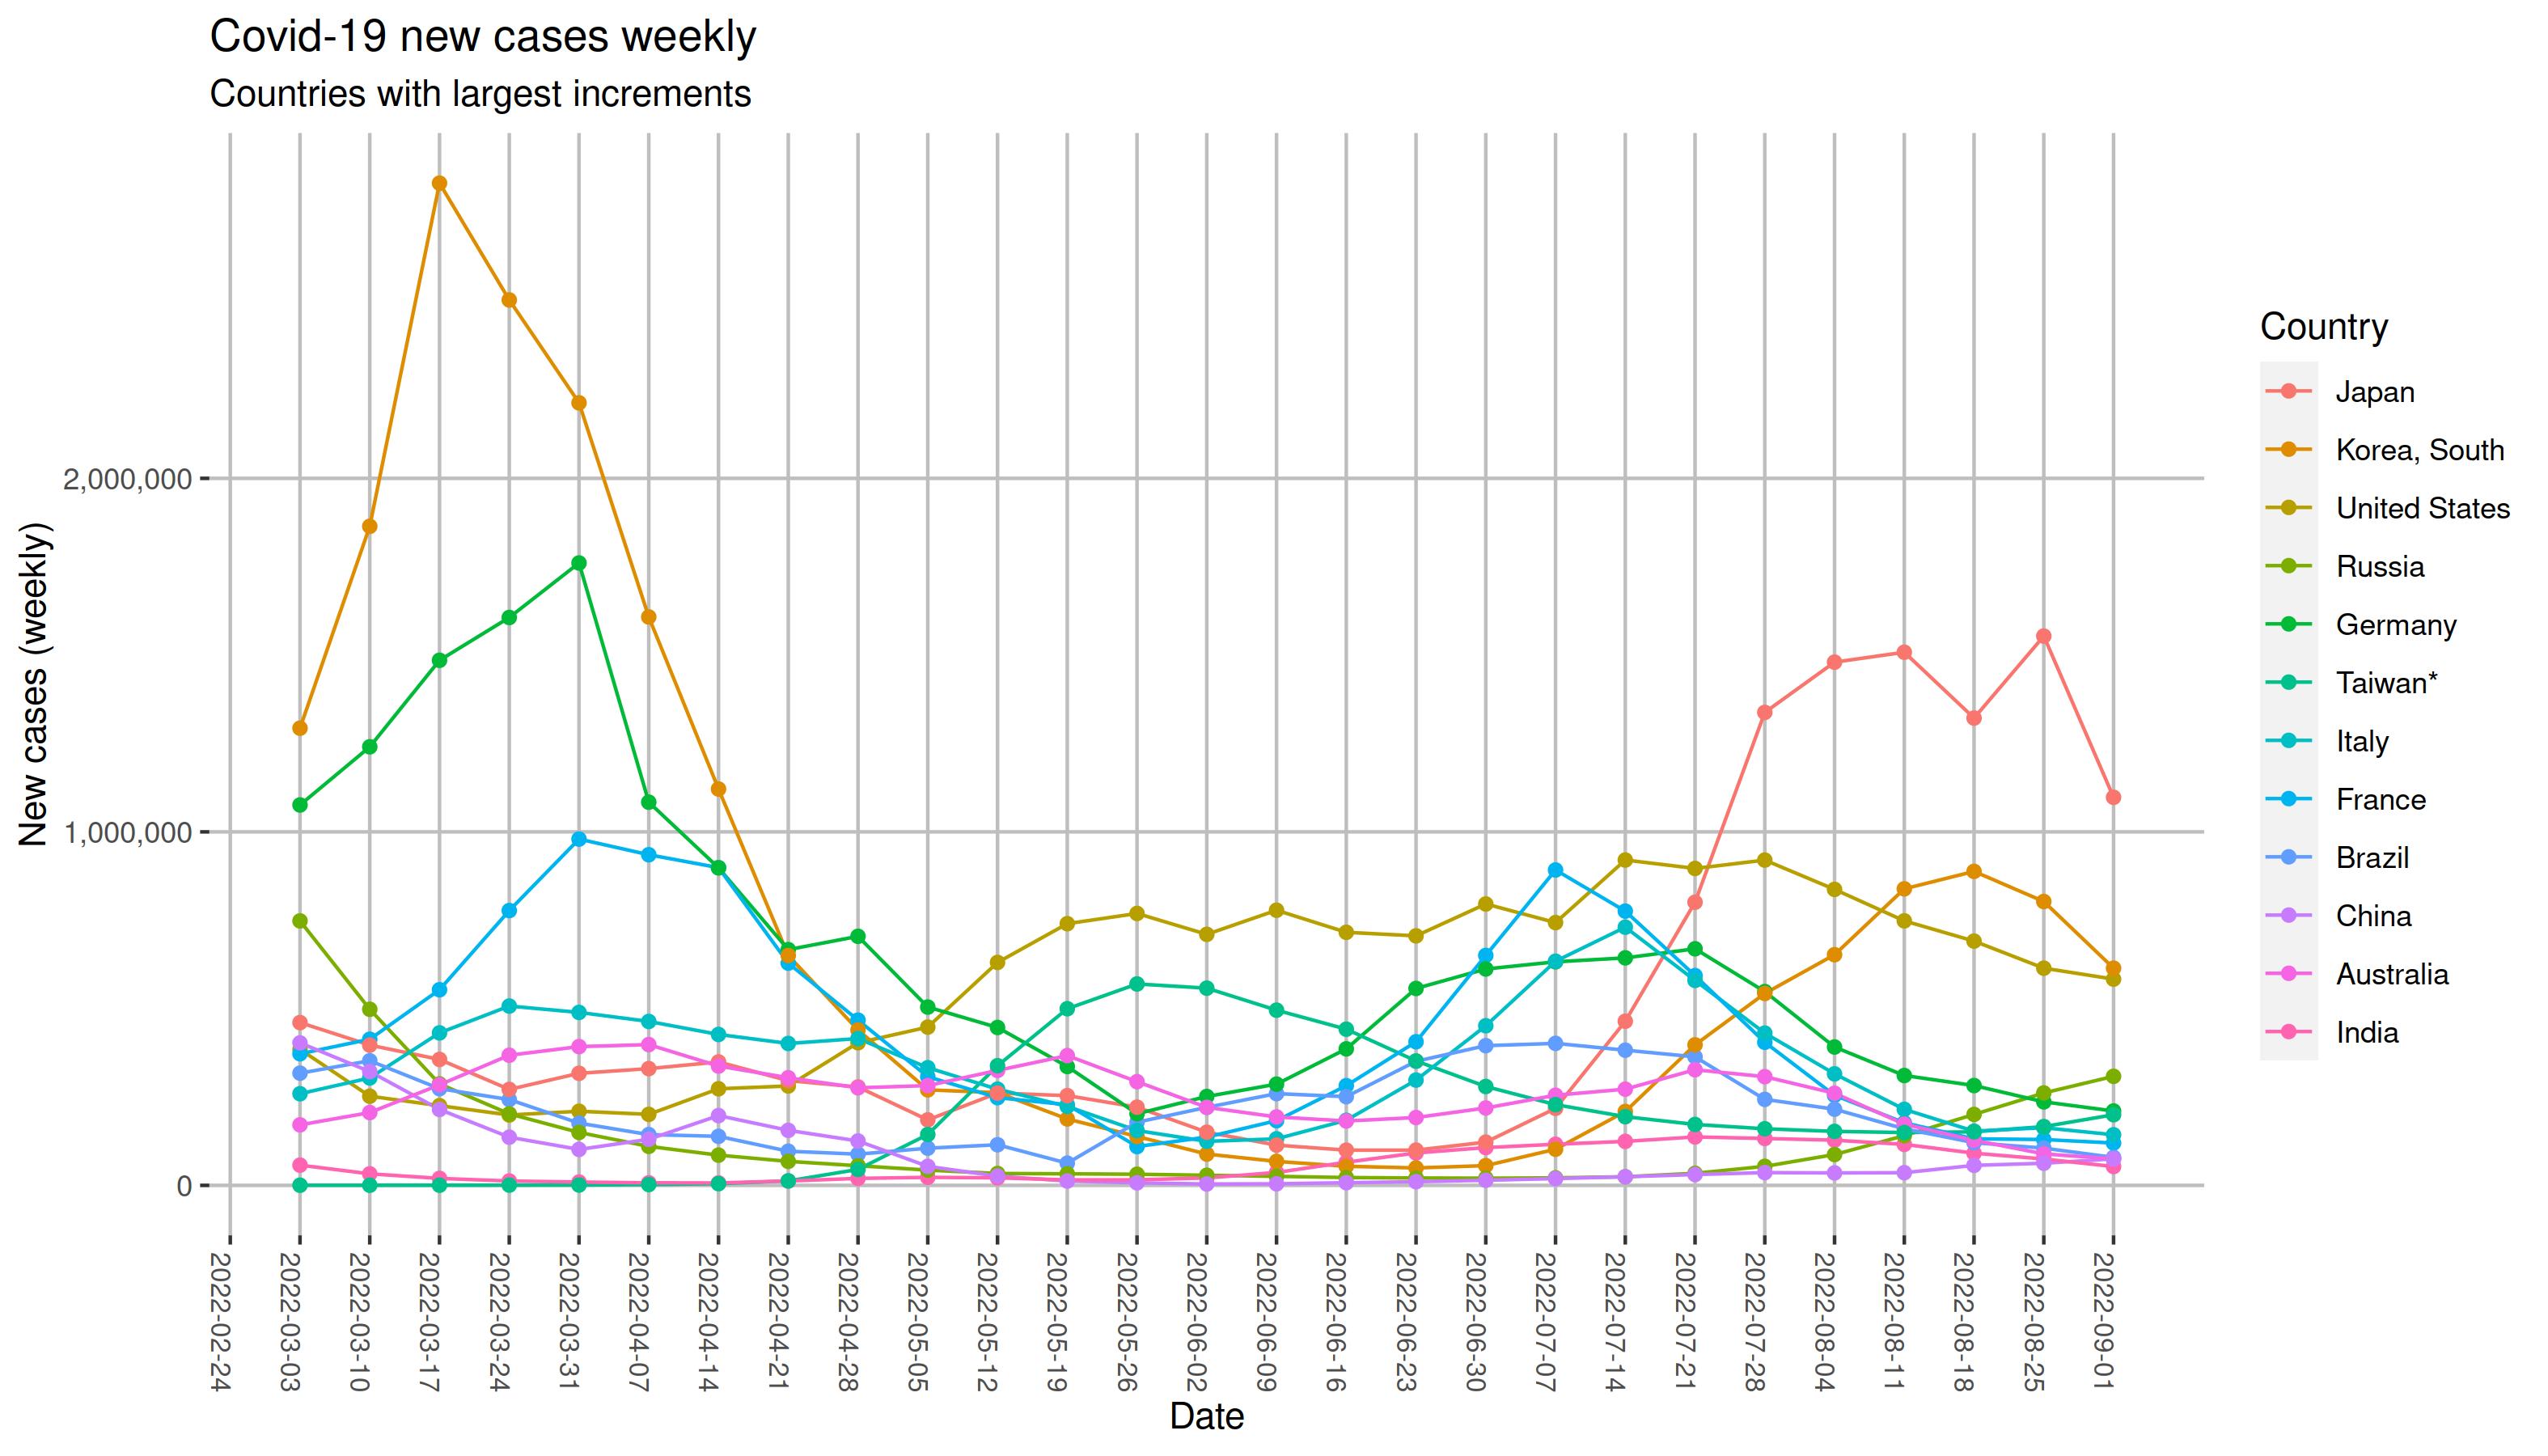 Covid-19 new cases weekly
Countries with largest increments
New cases (weekly)
2,000,000
1,000,000
0
2022-02-24
2022-03-03
2022-03-10
2022-03-17
2022-03-24
2022-03-31
2022-04-07
2022-04-14
2022-04-21
2022-04-28
2022-05-05
2022-05-12
2022-05-19
2022-05-26
2022-06-02
2022-06-09
2022-06-16
2022-06-23
2022-06-30
2022-07-07
2022-07-14
2022-07-21
2022-07-28
2022-08-04
2022-08-11
2022-08-18
2022-08-25
2022-09-01
Date
Country
Japan
Korea, South
United States
Russia
Germany
Taiwan*
Italy
France
Brazil
China
Australia
India